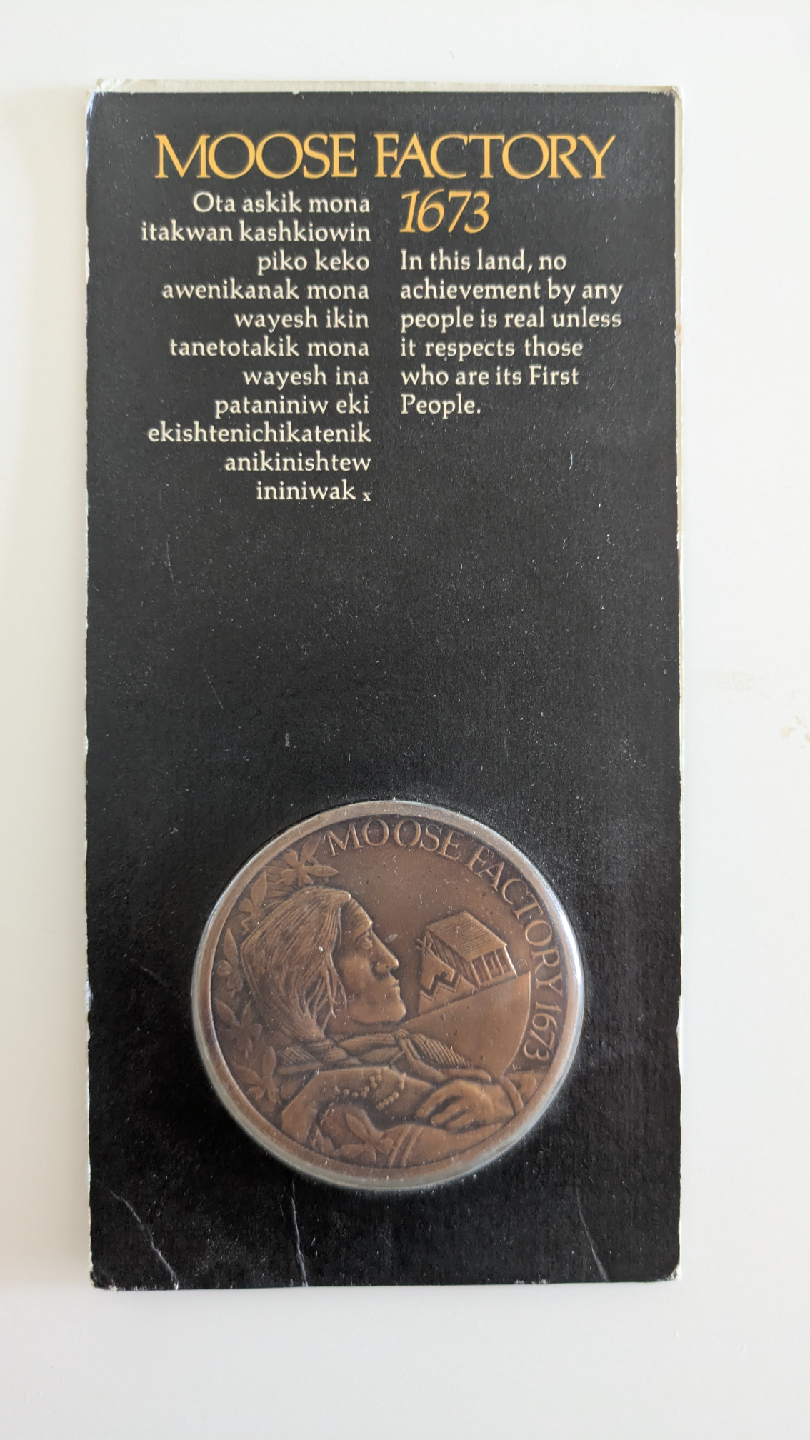 MOOSE FACTORY
1673
Ota askik mona
itakwan kashkiowin
piko keko
awenikanak mona
wayesh ikin
tanetotakik mona
wayesh ina
pataniniw eki
ekishtenichikatenik
anikinishtew
ininiwak x
In this land, no
achievement by any
people is real unless
it respects those
who are its First
People.
MOOSE FACTORY 1673